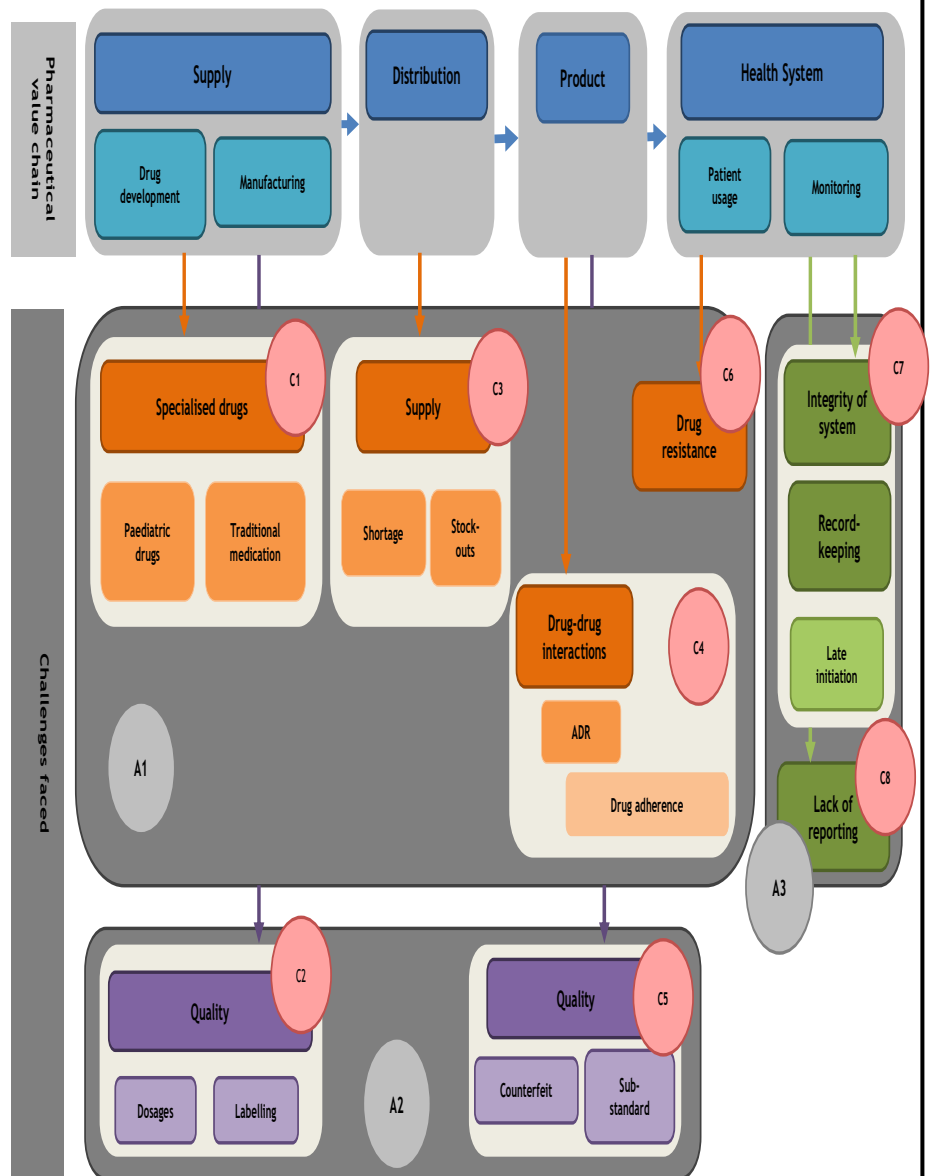 Pharmaceutical
value chain
Supply
Distribution
Product
Health System
Drug
development
Manufacturing
Patient
usage
Monitoring
Challenges faced
C1
Specialised drugs
Paediatric
drugs
Traditional
medication
C3
Supply
Shortage
Stock-
outs
C6
Drug
resistance
C7
Integrity of
system
Record-
keeping
Late
initiation
Drug-drug
interactions
C4
ADR
Drug adherence
A1
C8
Lack of
reporting
A3
C2
Quality
Dosages
Labelling
A2
C5
Quality
Counterfeit
Sub-
standard